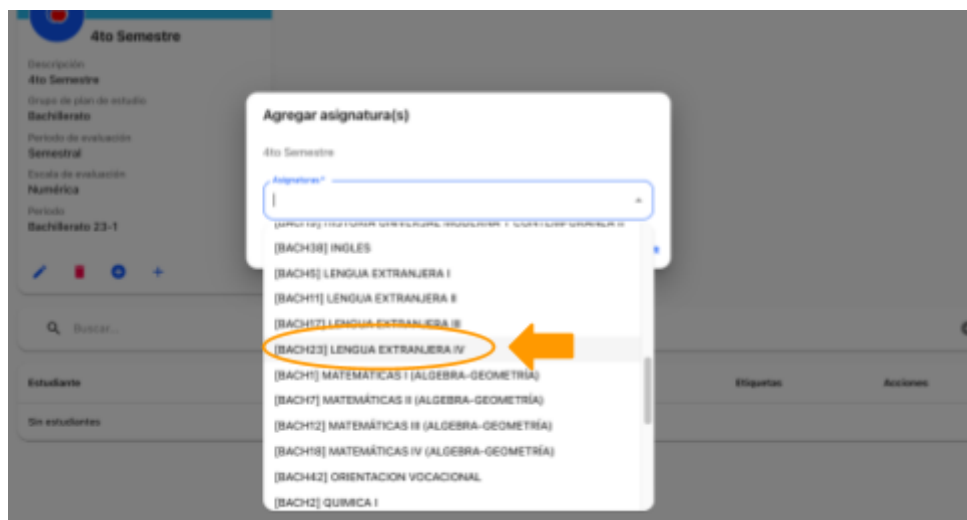 4to Semestre
Descripción
4to Semestre
Grupo de plan de estudio
Bachillerato
Periodo de evaluación
Semestral
Escala de evaluación
Numérica
Periodo
Bachillerato 23-1
Buscar...
Estudiante
Etiquetas
Acciones
Sin estudiantes
Agregar asignatura(s)
4to Semestre
Asignaturas*
[BACH38] INGLES
[BACH5] LENGUA EXTRANJERA I
[BACH11] LENGUA EXTRANJERA II
[BACH17] LENGUA EXTRANJERA III
[BACH23] LENGUA EXTRANJERA IV
[BACH1] MATEMÁTICAS I (ALGEBRA-GEOMETRÍA)
[BACH7] MATEMÁTICAS II (ALGEBRA-GEOMETRÍA)
[BACH12] MATEMÁTICAS III (ALGEBRA-GEOMETRÍA)
[BACH18] MATEMÁTICAS IV (ALGEBRA-GEOMETRÍA)
[BACH42] ORIENTACION VOCACIONAL
[BACH2] QUIMICA I